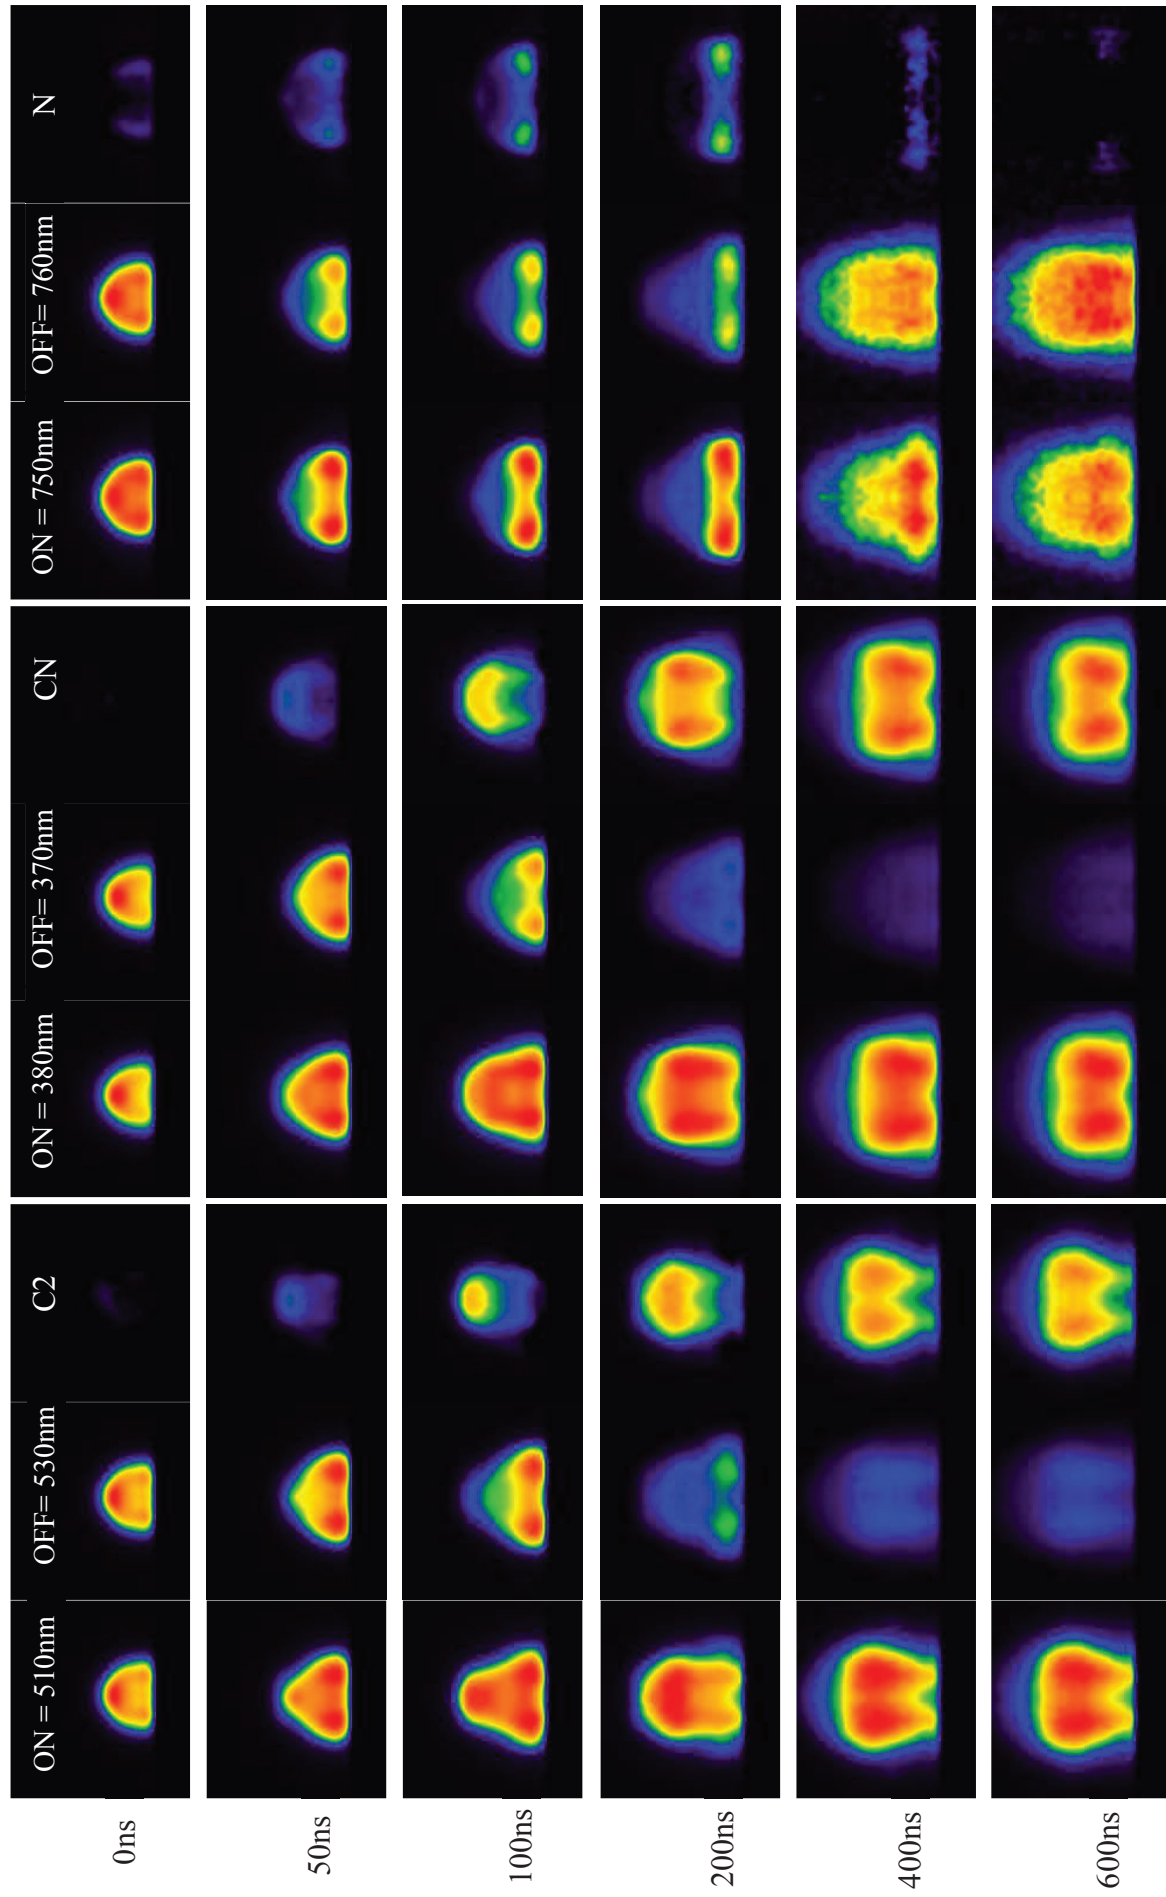 ON = 510nm
OFF= 530nm
C2
ON = 380nm
OFF= 370nm
CN
ON = 750nm
OFF= 760nm
N
0ns
50ns
100ns
200ns
400ns
600ns